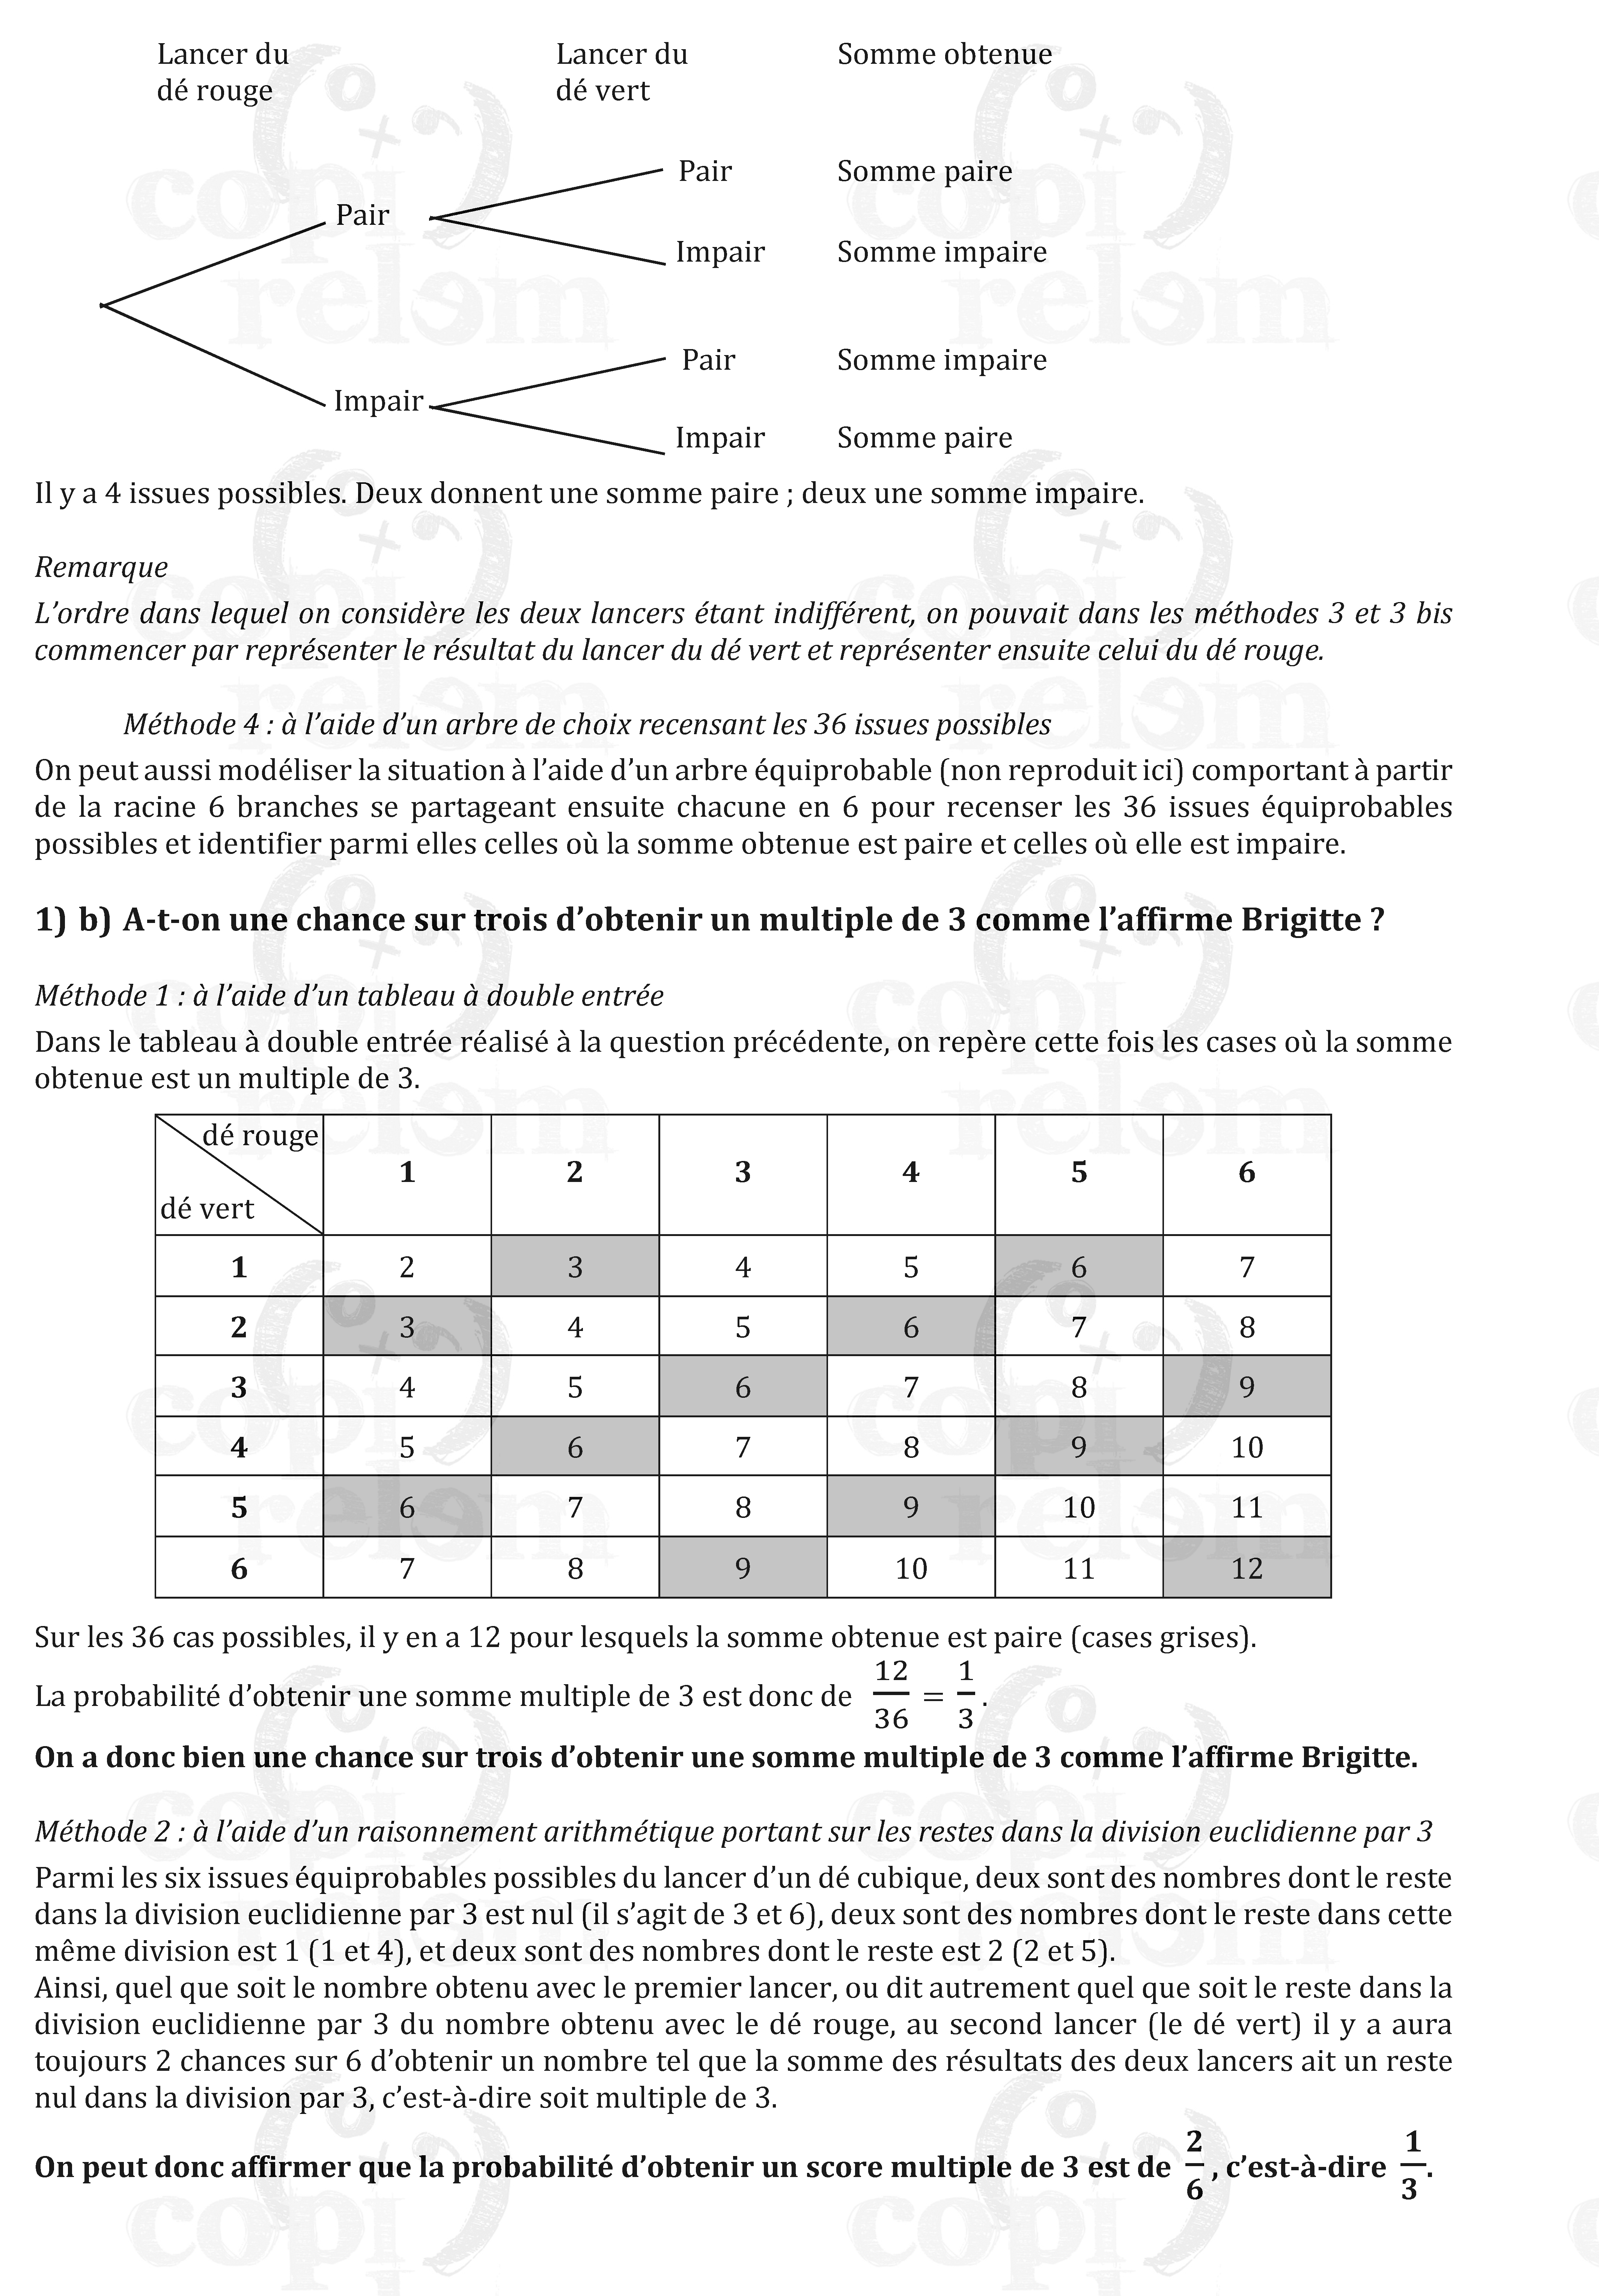 Lancer du Lancer du Somme obtenue
dé rouge dé vert
Pair Somme paire
Pair
Impair Somme impaire
Pair Somme impaire
Impair
Impair Somme paire
Il y a 4 issues possibles. Deux donnent une somme paire ; deux une somme impaire.
Remarque
L’ordre dans lequel on considère les deux lancers étant indifférent, on pouvait dans les méthodes 3 et 3 bis
commencer par représenter le résultat du lancer du dé vert et représenter ensuite celui du dé rouge.
Méthode 4 : à l’aide d’un arbre de choix recensant les 36 issues possibles
On peut aussi modéliser la situation à l’aide d’un arbre équiprobable (non reproduit ici) comportant à partir
de la racine 6 branches se partageant ensuite chacune en 6 pour recenser les 36 issues équiprobables
possibles et identifier parmi elles celles où la somme obtenue est paire et celles où elle est impaire.
1) b) A-t-on une chance sur trois d’obtenir un multiple de 3 comme l’affirme Brigitte ?
Méthode 1 : à l’aide d’un tableau à double entrée
Dans le tableau à double entrée réalisé à la question précédente, on repère cette fois les cases où la somme
obtenue est un multiple de 3.
dé rouge
dé vert 1 2 3 4 5 6
1 2 3 4 5 6 7
2 3 4 5 6 7 8
3 4 5 6 7 8 9
4 5 6 7 8 9 10
5 6 7 8 9 10 11
6 7 8 9 10 11 12
Sur les 36 cas possibles, il y en a 12 pour lesquels la somme obtenue est paire (cases grises).
La probabilité d’obtenir une somme multiple de 3 est donc de 12/36 = 1/3.
On a donc bien une chance sur trois d’obtenir une somme multiple de 3 comme l’affirme Brigitte.
Méthode 2 : à l’aide d’un raisonnement arithmétique portant sur les restes dans la division euclidienne par 3
Parmi les six issues équiprobables possibles du lancer d’un dé cubique, deux sont des nombres dont le reste
dans la division euclidienne par 3 est nul (il s’agit de 3 et 6), deux sont des nombres dont le reste dans cette
même division est 1 (1 et 4), et deux sont des nombres dont le reste est 2 (2 et 5).
Ainsi, quel que soit le nombre obtenu avec le premier lancer, ou dit autrement quel que soit le reste dans la
division euclidienne par 3 du nombre obtenu avec le dé rouge, au second lancer (le dé vert) il y a aura
toujours 2 chances sur 6 d’obtenir un nombre tel que la somme des résultats des deux lancers ait un reste
nul dans la division par 3, c’est-à-dire soit multiple de 3.
On peut donc affirmer que la probabilité d’obtenir un score multiple de 3 est de 2/6, c’est-à-dire 1/3.